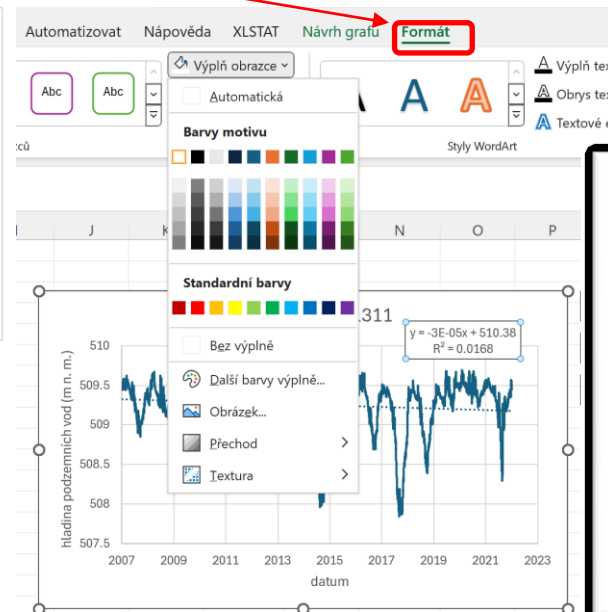 Automatizovat Nápověda XLSTAT Návrh grafu Formát
Abc Abc
Výplň obrazce
A A
A Výplň tex
A Obrys tex
A Textové e
Styly WordArt
Automatická
Barvy motivu
Standardní barvy
Bez výplně
Další barvy výplně...
Obrázek...
Přechod
Textura
J K N O P
311
y = -3E-05x + 510.38
R² = 0.0168
hladina podzemních vod (m n. m.)
510
509.5
509
508.5
508
507.5
2007 2009 2011 2013 2015 2017 2019 2021 2023
datum